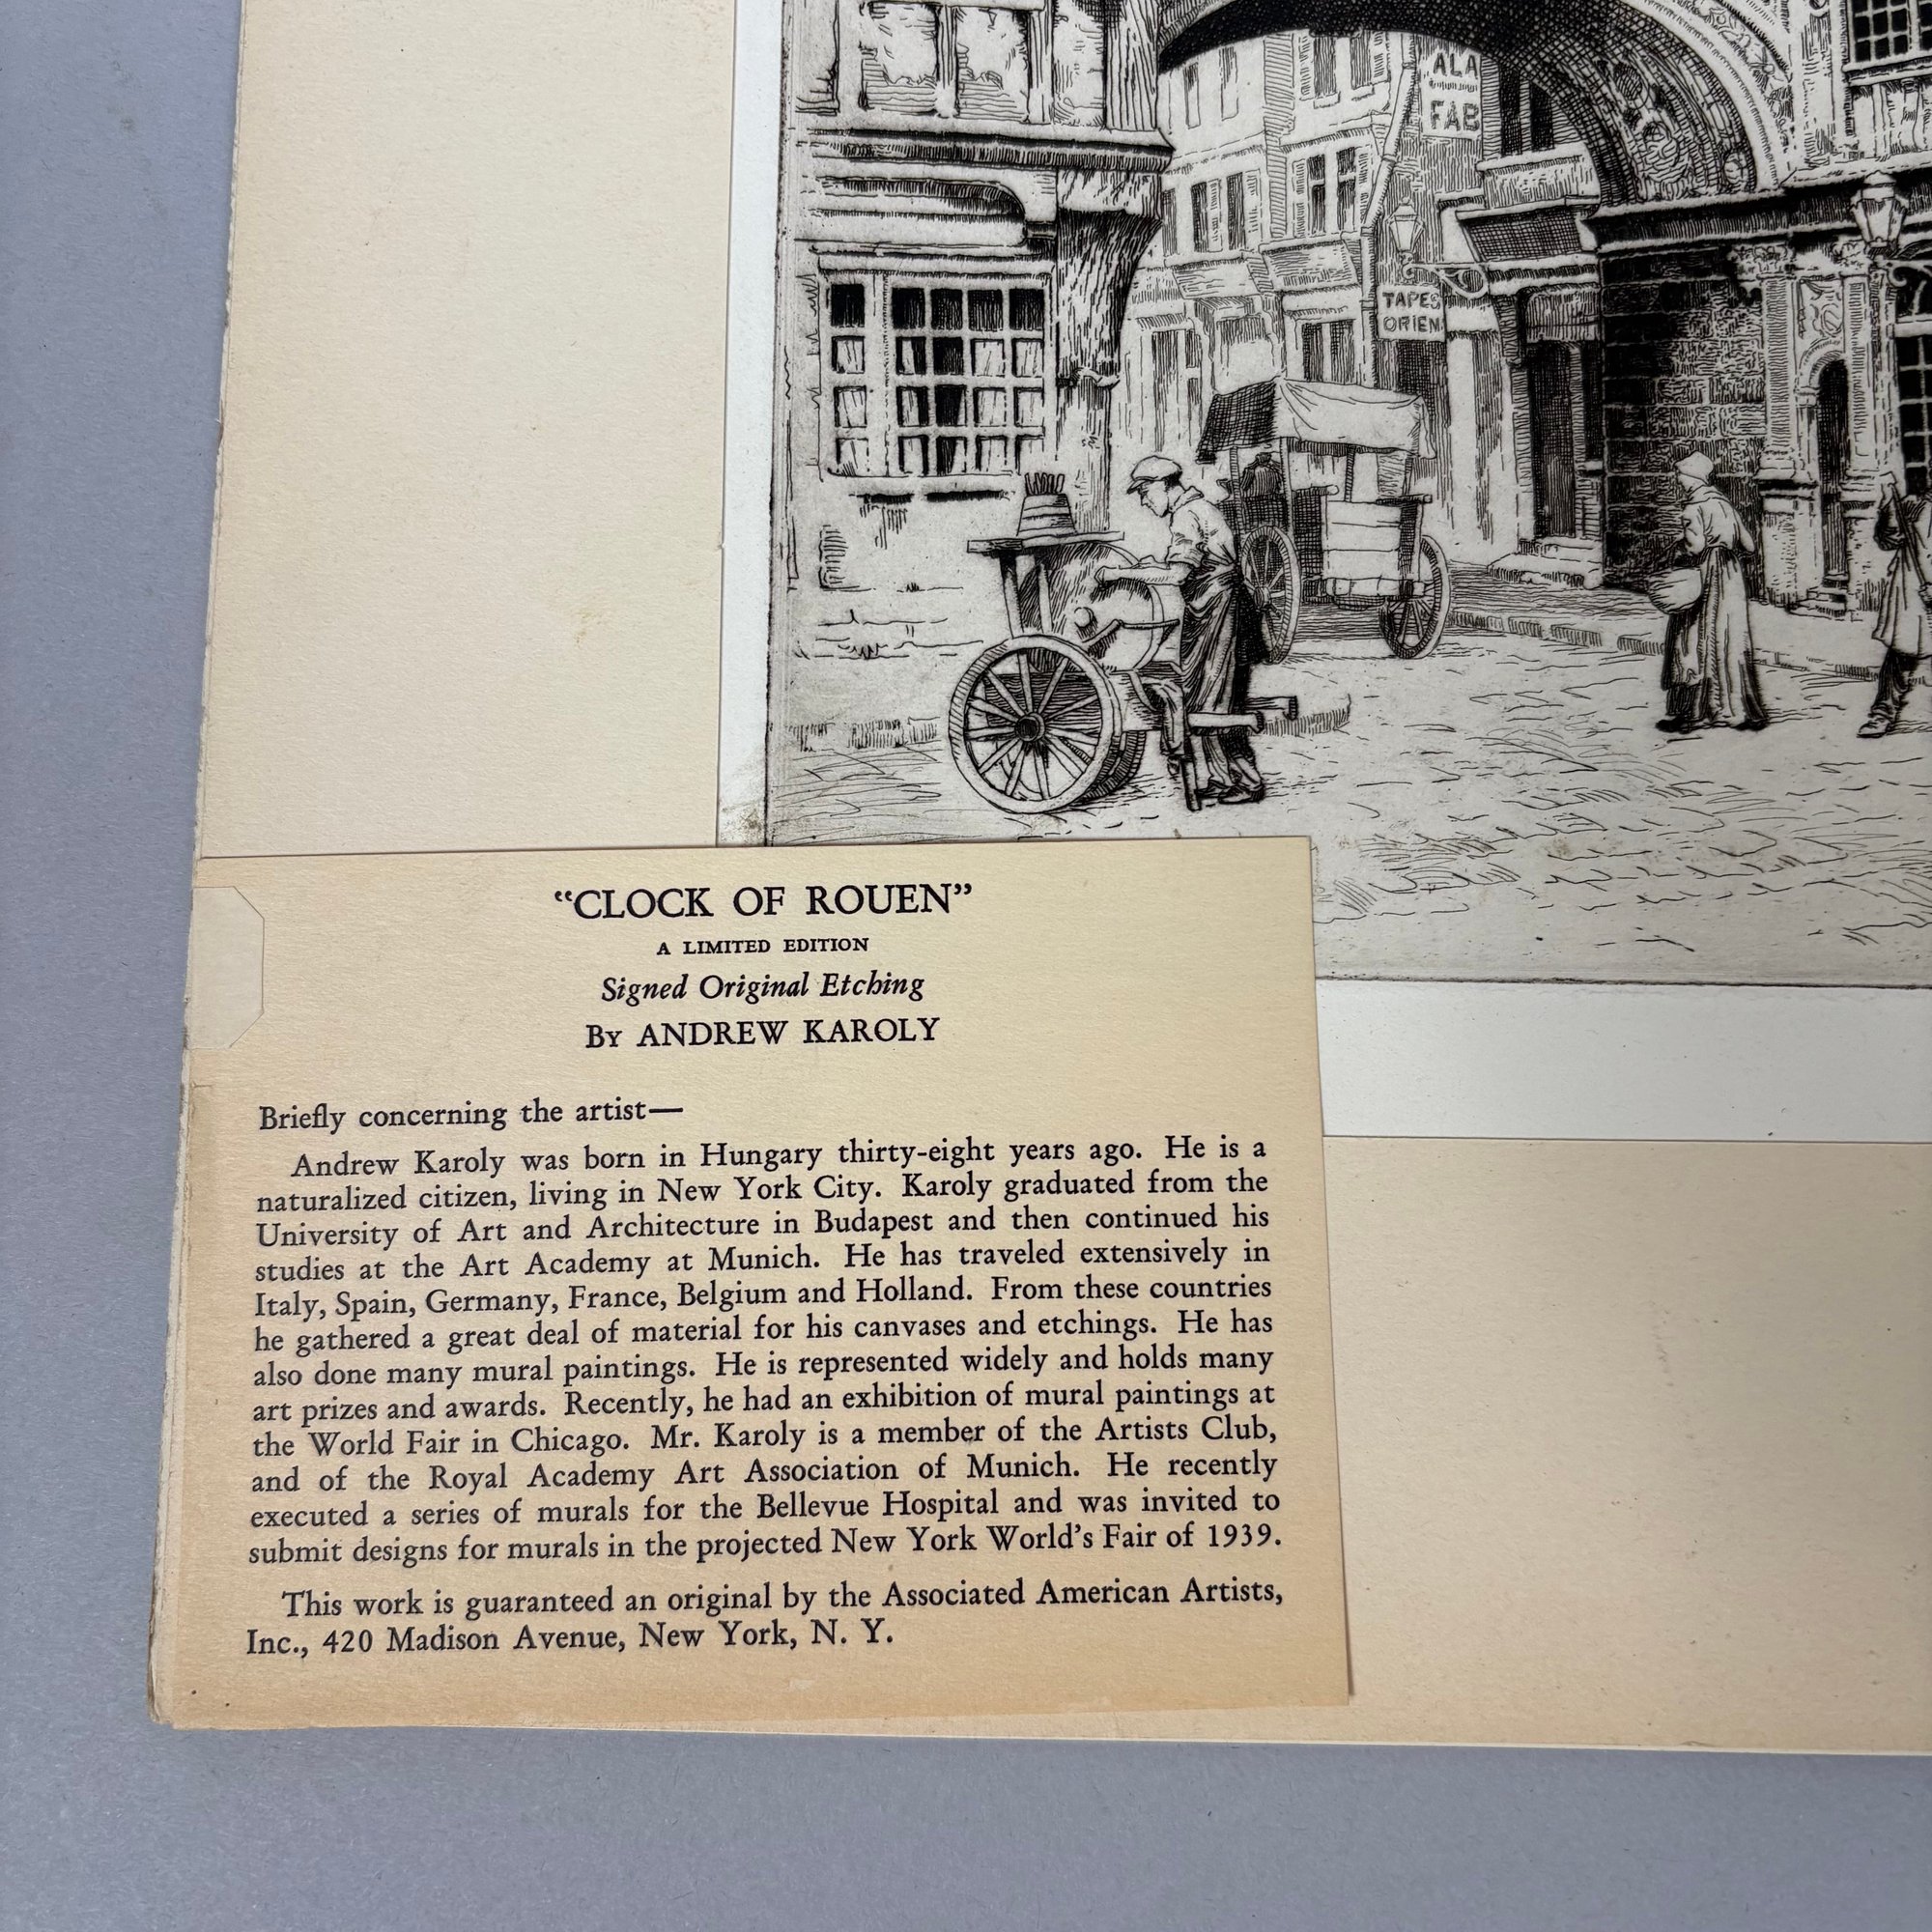 ALA
FAB
TAPES
ORIEN
"CLOCK OF ROUEN"
A LIMITED EDITION
Signed Original Etching
By ANDREW KAROLY
Briefly concerning the artist—
Andrew Karoly was born in Hungary thirty-eight years ago. He is a
naturalized citizen, living in New York City. Karoly graduated from the
University of Art and Architecture in Budapest and then continued his
studies at the Art Academy at Munich. He has traveled extensively in
Italy, Spain, Germany, France, Belgium and Holland. From these countries
he gathered a great deal of material for his canvases and etchings. He has
also done many mural paintings. He is represented widely and holds many
art prizes and awards. Recently, he had an exhibition of mural paintings at
the World Fair in Chicago. Mr. Karoly is a member of the Artists Club,
and of the Royal Academy Art Association of Munich. He recently
executed a series of murals for the Bellevue Hospital and was invited to
submit designs for murals in the projected New York World's Fair of 1939.
This work is guaranteed an original by the Associated American Artists,
Inc., 420 Madison Avenue, New York, N. Y.